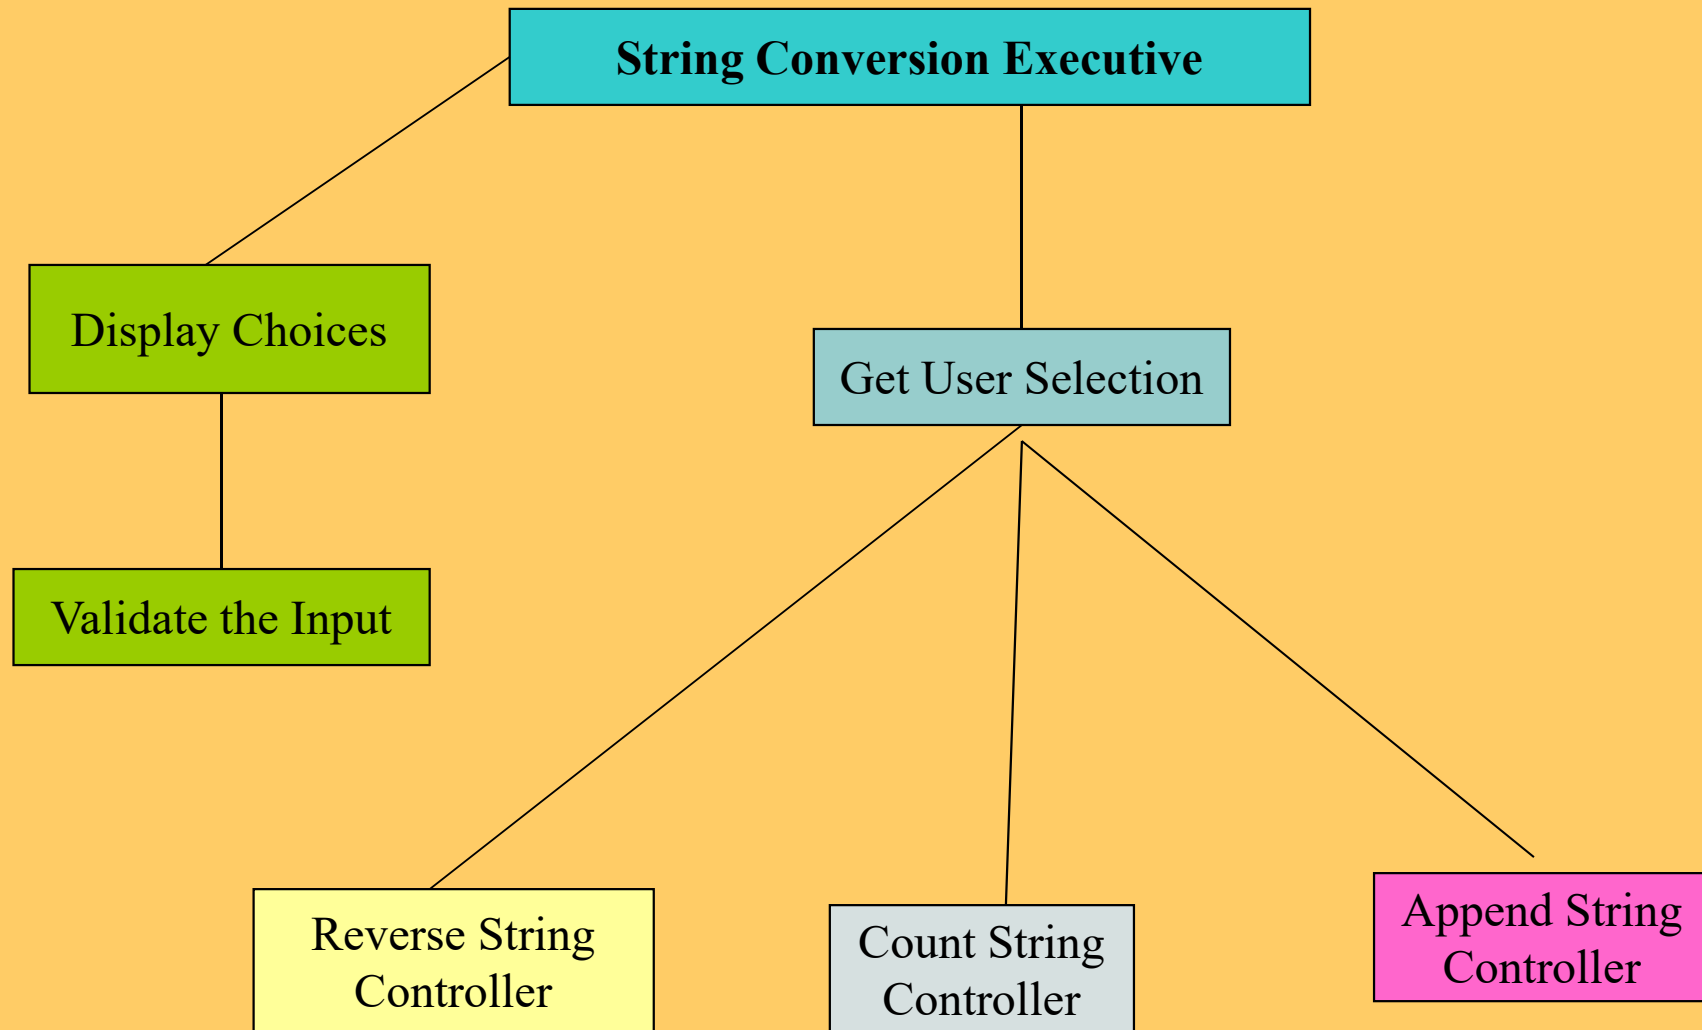 String Conversion Executive
Display Choices
Get User Selection
Validate the Input
Reverse String
Controller
Count String
Controller
Append String
Controller